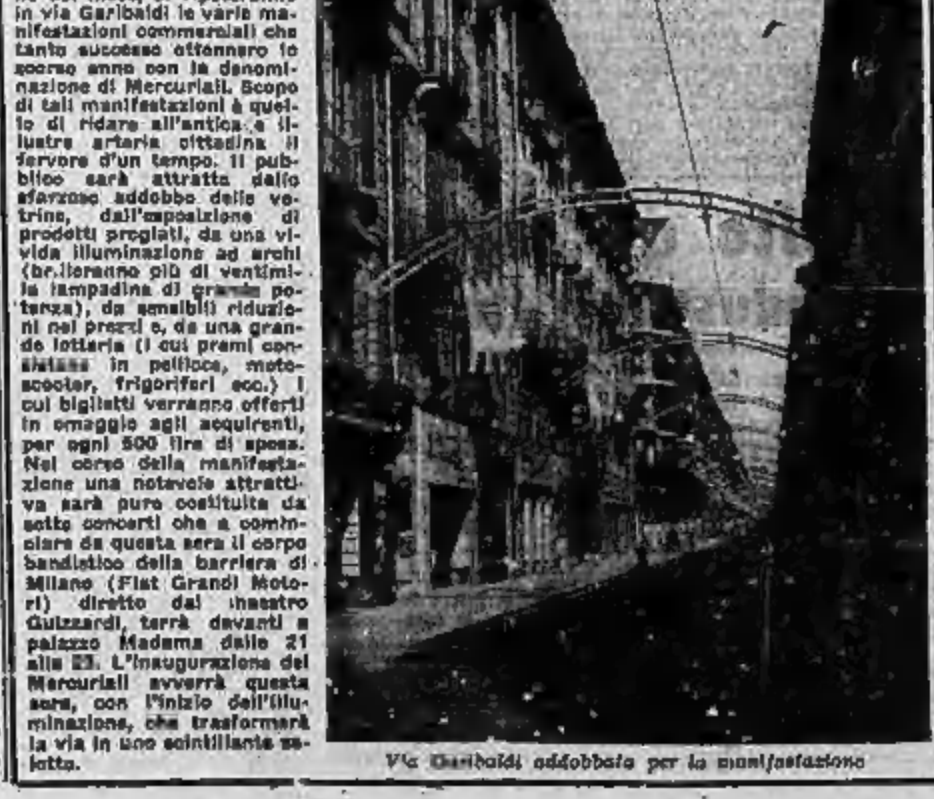 in via Garibaldi le varie ma-
nifestazioni commerciali che
tanto successo ottennero lo
scorso anno con la denomi-
nazione di Mercuriali. Scopo
di tali manifestazioni è quel-
lo di ridare all'antica e il-
lustre arteria cittadina il
fervore d'un tempo. Il pub-
blico sarà attratto dallo
sfarzoso addobbo delle ve-
trine, dall'esposizione di
prodotti pregiati, da una vi-
vida illuminazione ad archi
(brilleranno più di ventimi-
la lampadine di grande po-
tenza), da sensibili riduzio-
ni nei prezzi e, da una gran-
de lotteria (i cui premi con-
sistono in pellicce, moto-
scooter, frigoriferi ecc.) i
cui biglietti verranno offerti
in omaggio agli acquirenti,
per ogni 500 lire di spesa.
Nel corso della manifesta-
zione una notevole attratti-
va sarà pure costituita da
sette concerti che a comin-
ciare da questa sera il corpo
bandistico della barriera di
Milano (Fiat Grandi Moto-
ri) diretto dal maestro
Guizzardi, terrà davanti a
palazzo Madama dalle 21
alle 23. L'inaugurazione dei
Mercuriali avverrà questa
sera, con l'inizio dell'illu-
minazione, che trasformerà
la via in uno scintillante sa-
lotto.
Via Garibaldi addobbata per la manifestazione